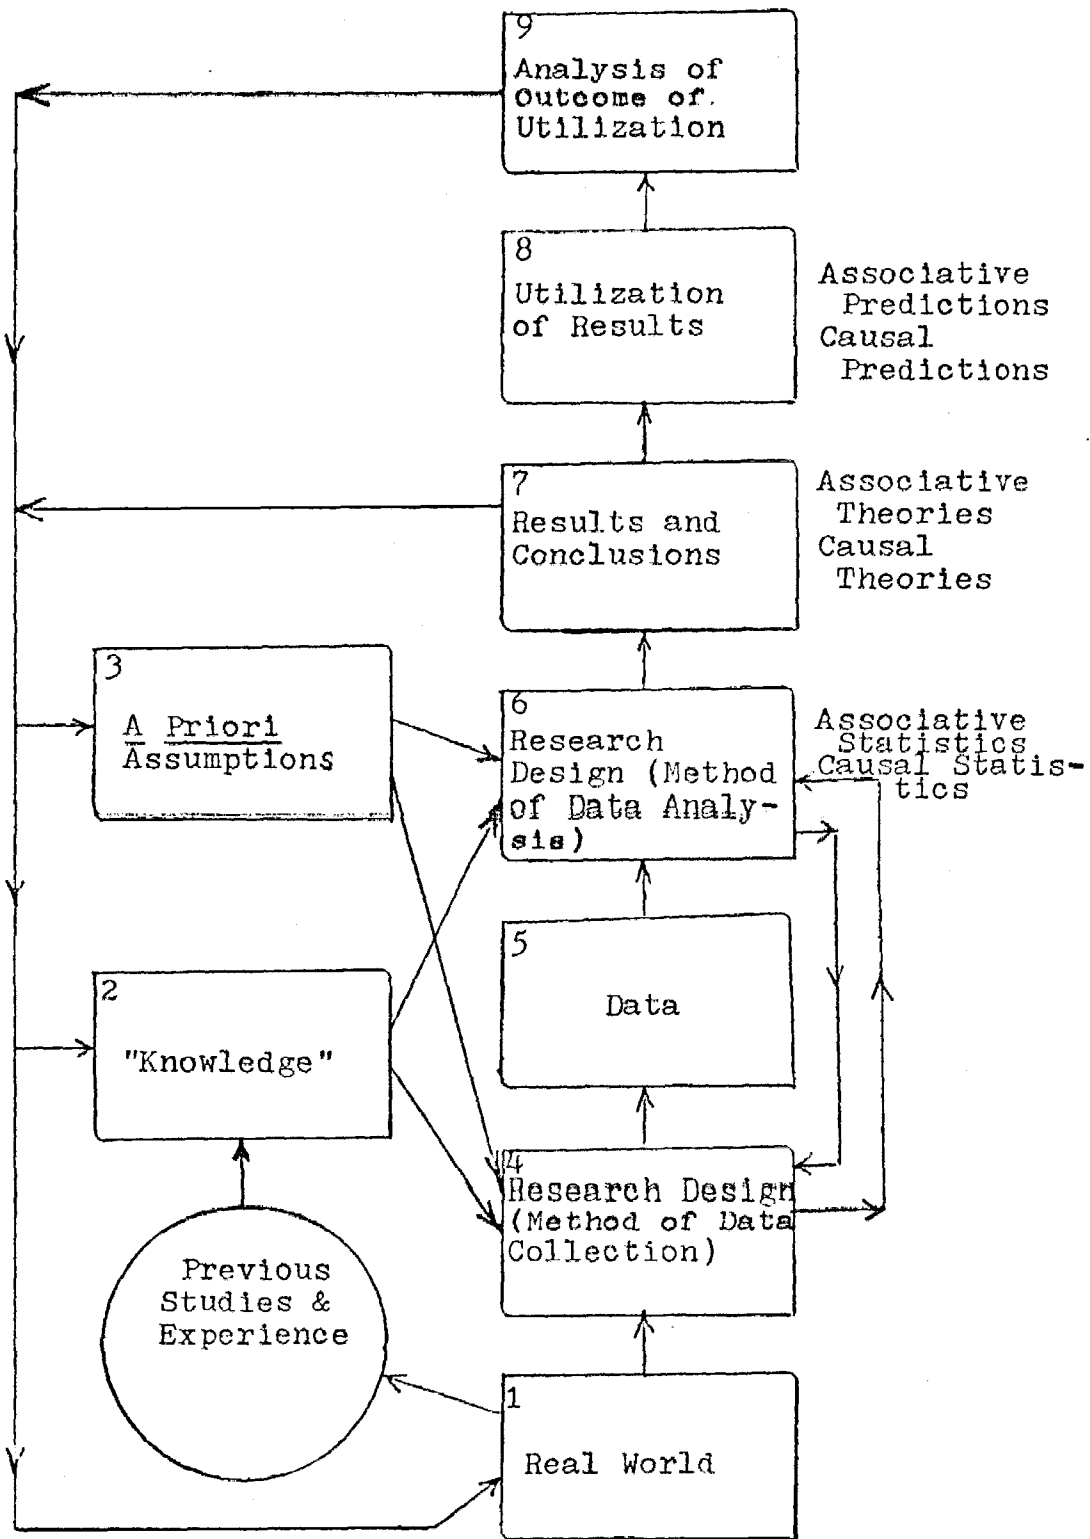 9
Analysis of
Outcome of
Utilization
8
Utilization
of Results
Associative
Predictions
Causal
Predictions
7
Results and
Conclusions
Associative
Theories
Causal
Theories
3
A Priori
Assumptions
6
Research
Design (Method
of Data Analy-
sis)
Associative
Statistics
Causal Statis-
tics
5
Data
2
"Knowledge"
4
Research Design
(Method of Data
Collection)
Previous
Studies &
Experience
1
Real World